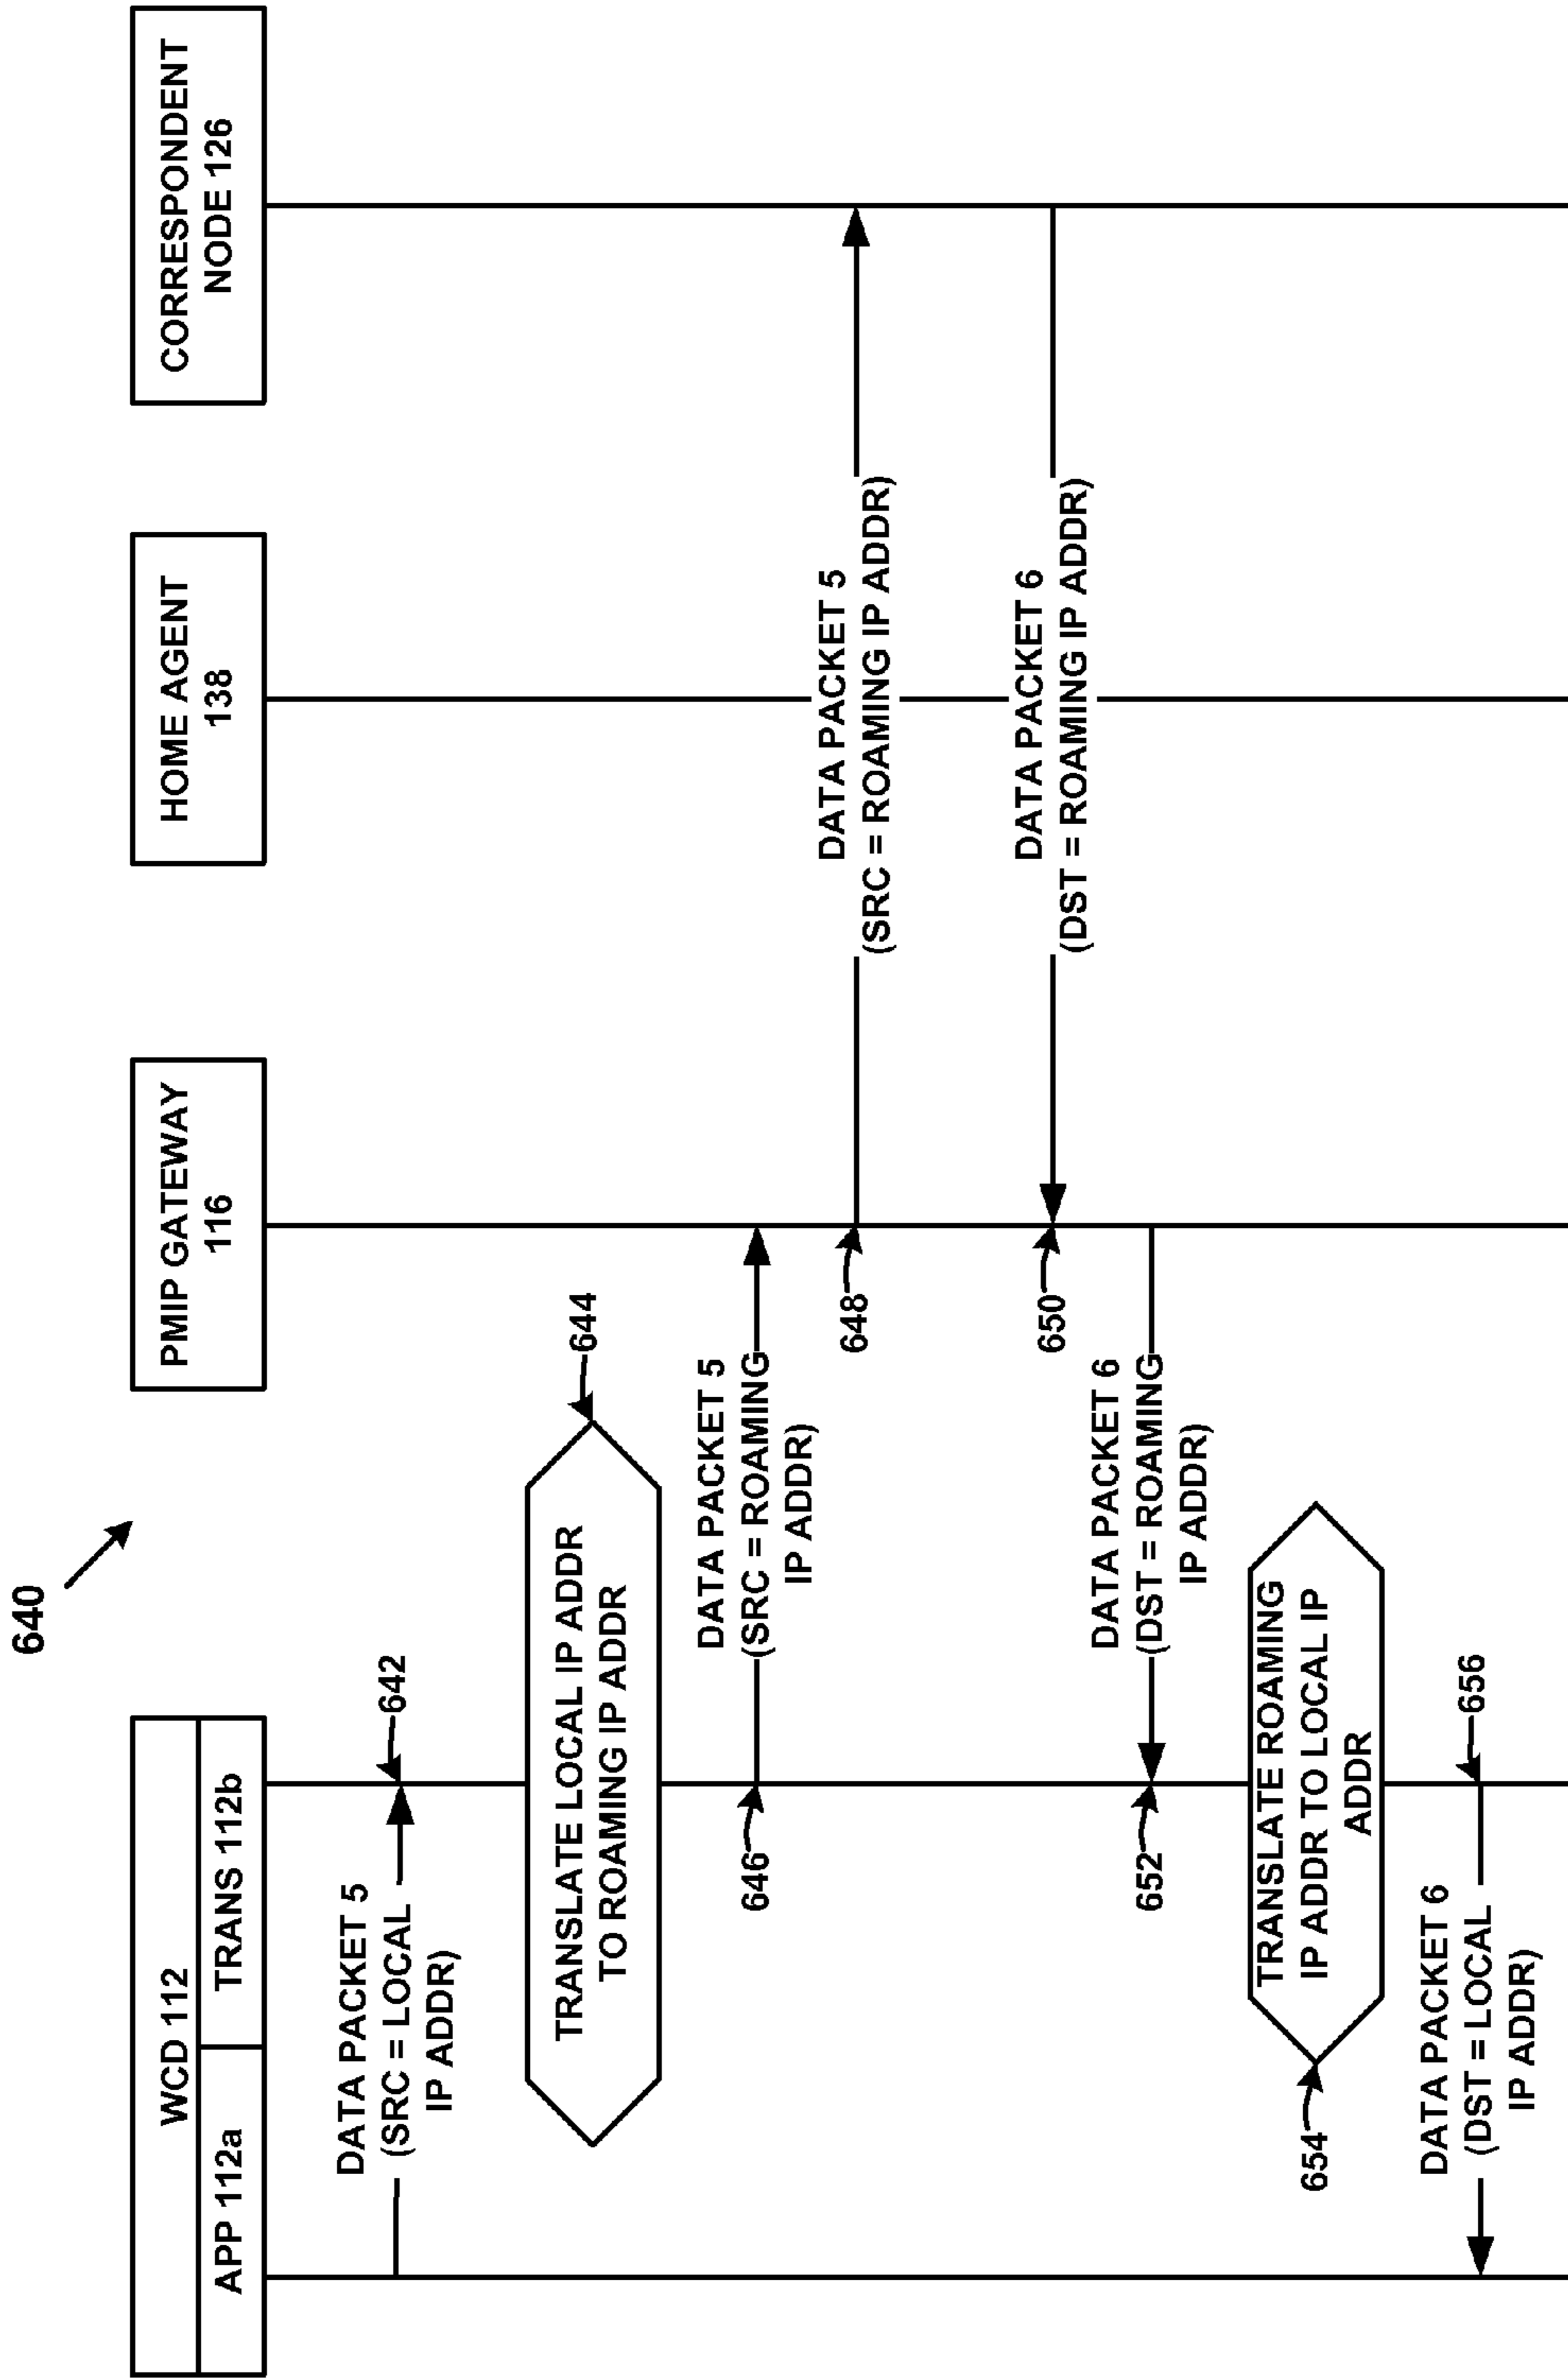 640
WCD 112
APP 112a
TRANS 112b
PMIP GATEWAY
116
HOME AGENT
138
CORRESPONDENT
NODE 126
DATA PACKET 5
(SRC = LOCAL
IP ADDR)
642
TRANSLATE LOCAL IP ADDR
TO ROAMING IP ADDR
644
646
DATA PACKET 5
(SRC = ROAMING
IP ADDR)
648
DATA PACKET 5
(SRC = ROAMING IP ADDR)
650
DATA PACKET 6
(DST = ROAMING IP ADDR)
652
DATA PACKET 6
(DST = ROAMING
IP ADDR)
654
TRANSLATE ROAMING
IP ADDR TO LOCAL IP
ADDR
DATA PACKET 6
(DST = LOCAL
IP ADDR)
656